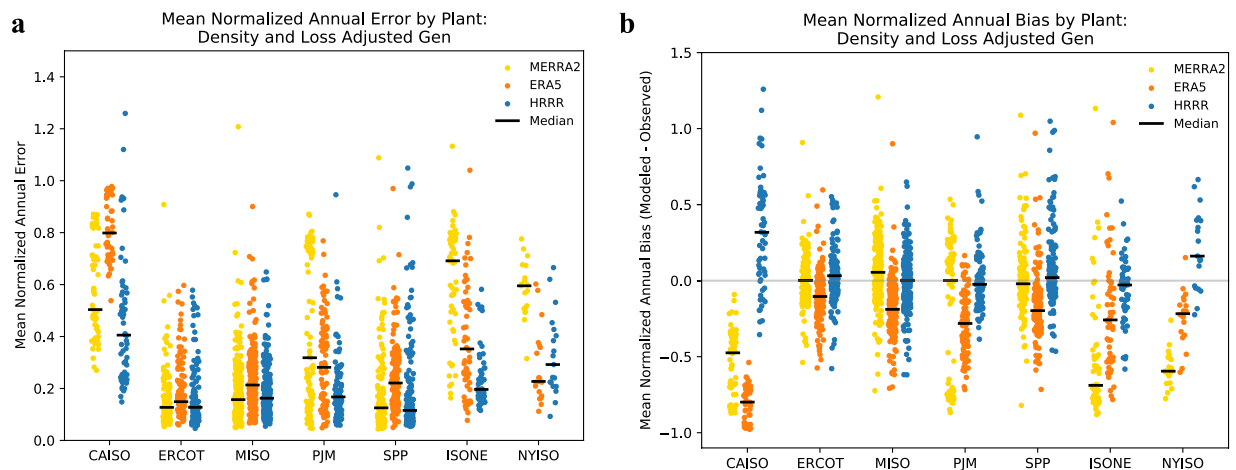 a
Mean Normalized Annual Error by Plant:
Density and Loss Adjusted Gen
Mean Normalized Annual Error
1.4
1.2
1.0
0.8
0.6
0.4
0.2
0.0
MERRA2
ERA5
HRRR
Median
CAISO ERCOT MISO PJM SPP ISONE NYISO
b
Mean Normalized Annual Bias by Plant:
Density and Loss Adjusted Gen
Mean Normalized Annual Bias (Modeled - Observed)
1.5
1.0
0.5
0.0
−0.5
−1.0
MERRA2
ERA5
HRRR
Median
CAISO ERCOT MISO PJM SPP ISONE NYISO